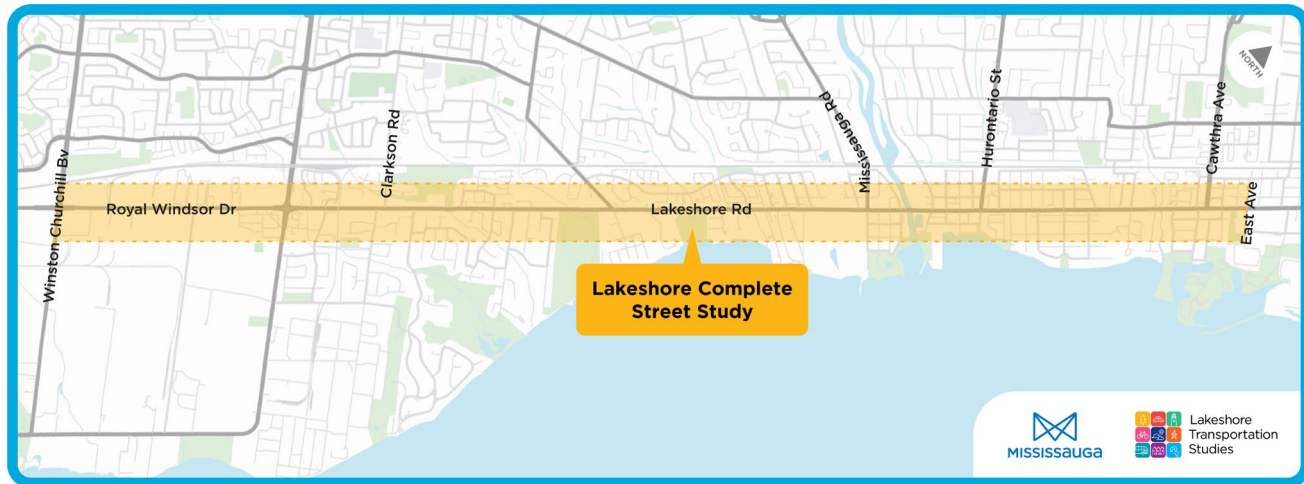 NORTH
Winston Churchill Bv
Royal Windsor Dr
Clarkson Rd
Lakeshore Rd
Mississauga Rd
Hurontario St
Cawthra Ave
East Ave
Lakeshore Complete
Street Study
MISSISSAUGA
Lakeshore
Transportation
Studies